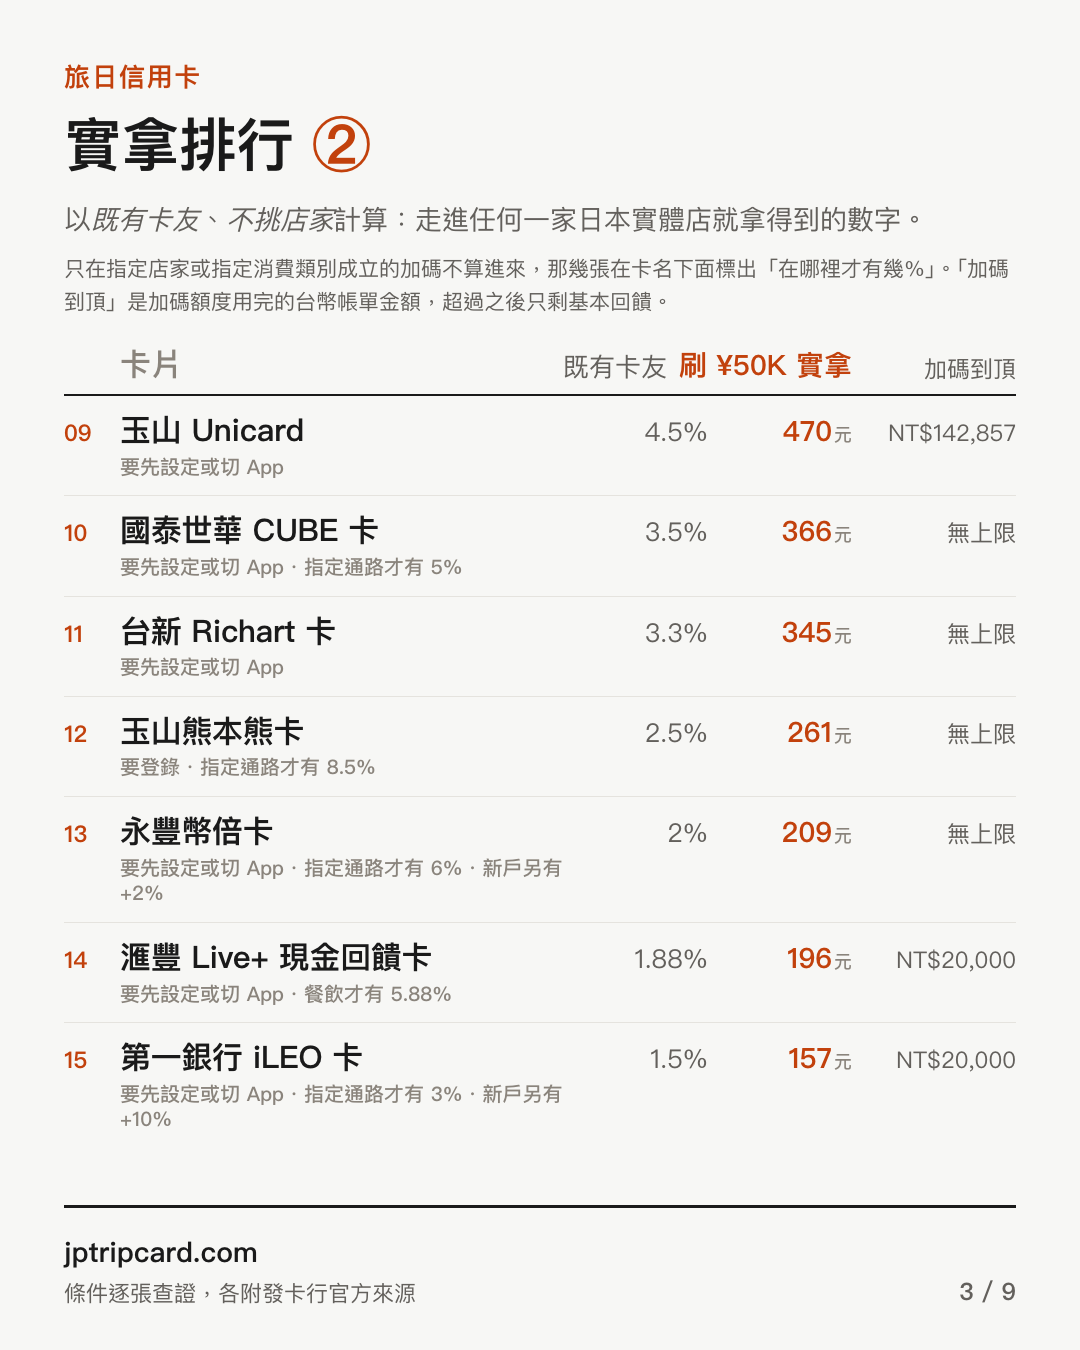 旅日信用卡
實拿排行 ②
以既有卡友、不挑店家計算：走進任何一家日本實體店就拿得到的數字。
只在指定店家或指定消費類別成立的加碼不算進來，那幾張在卡名下面標出「在哪裡才有幾%」。「加碼
到頂」是加碼額度用完的台幣帳單金額，超過之後只剩基本回饋。
卡片 既有卡友 刷 ¥50K 實拿 加碼到頂
09 玉山 Unicard 4.5% 470元 NT$142,857
要先設定或切 App
10 國泰世華 CUBE 卡 3.5% 366元 無上限
要先設定或切 App · 指定通路才有 5%
11 台新 Richart 卡 3.3% 345元 無上限
要先設定或切 App
12 玉山熊本熊卡 2.5% 261元 無上限
要登錄 · 指定通路才有 8.5%
13 永豐幣倍卡 2% 209元 無上限
要先設定或切 App · 指定通路才有 6% · 新戶另有
+2%
14 滙豐 Live+ 現金回饋卡 1.88% 196元 NT$20,000
要先設定或切 App · 餐飲才有 5.88%
15 第一銀行 iLEO 卡 1.5% 157元 NT$20,000
要先設定或切 App · 指定通路才有 3% · 新戶另有
+10%
jptripcard.com
條件逐張查證，各附發卡行官方來源 3 / 9